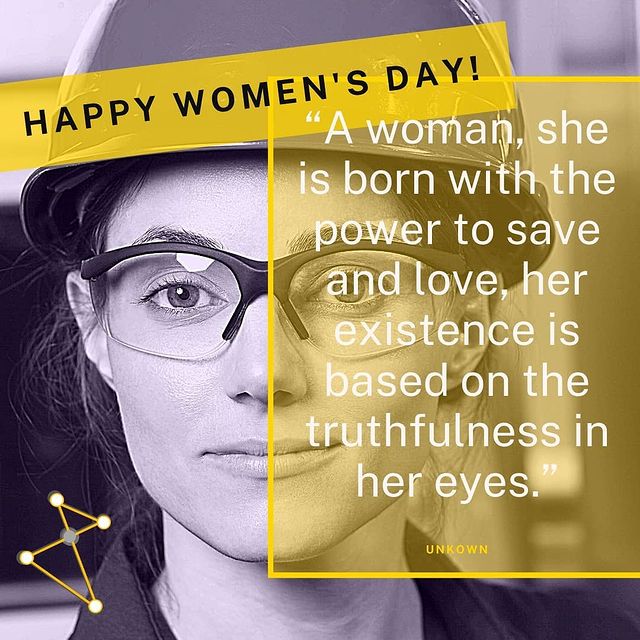 HAPPY WOMEN'S DAY!
“A woman, she
is born with the
power to save
and love, her
existence is
based on the
truthfulness in
her eyes.”
UNKOWN